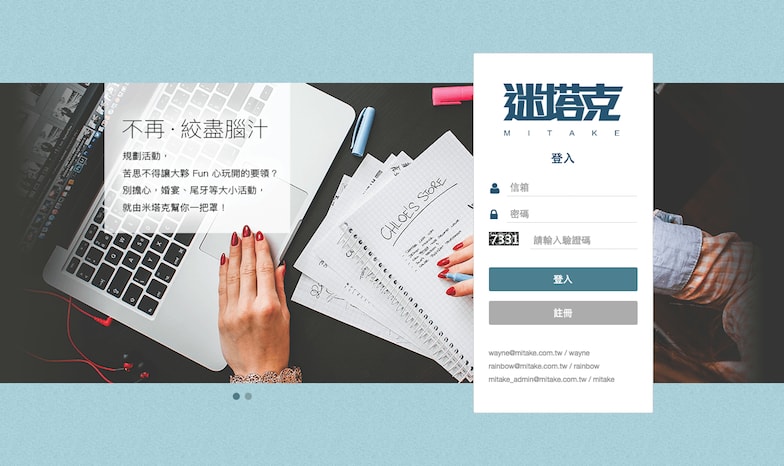 不再·絞盡腦汁
規劃活動，
苦思不得讓大夥 Fun 心玩開的要領？
別擔心，婚宴、尾牙等大小活動，
就由米塔克幫你一把罩！
CHLOE'S STORE
迷塔克
MITAKE
登入
信箱
密碼
7331
請輸入驗證碼
登入
註冊
wayne@mitake.com.tw / wayne
rainbow@mitake.com.tw / rainbow
mitake_admin@mitake.com.tw / mitake